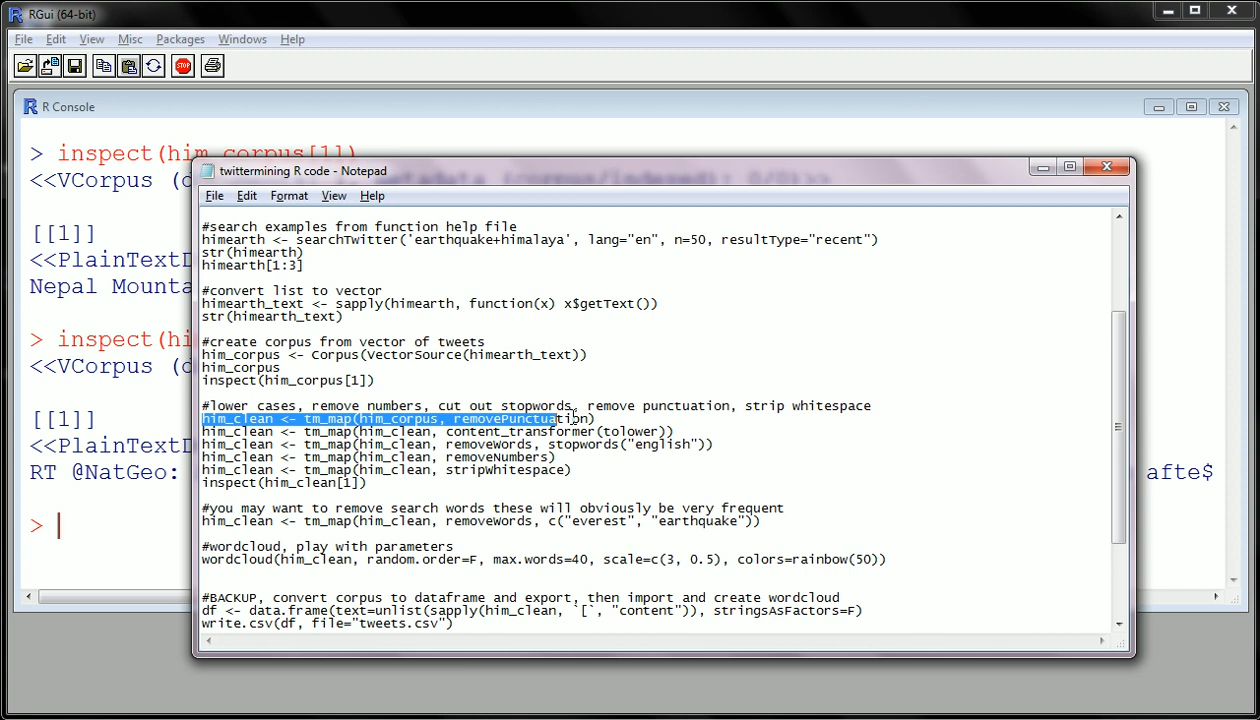 RGui (64-bit)
File Edit View Misc Packages Windows Help
STOP
R Console
> inspect(him_corpus[1])
<<VCorpus (d
[[1]]
<<PlainTextD
Nepal Mounta
> inspect(hi
<<VCorpus (d
[[1]]
<<PlainTextD
RT @NatGeo: afte$
>
twittermining R code - Notepad
File Edit Format View Help
#search examples from function help file
himearth <- searchTwitter('earthquake+himalaya', lang="en", n=50, resultType="recent")
str(himearth)
himearth[1:3]
#convert list to vector
himearth_text <- sapply(himearth, function(x) x$getText())
str(himearth_text)
#create corpus from vector of tweets
him_corpus <- Corpus(VectorSource(himearth_text))
him_corpus
inspect(him_corpus[1])
#lower cases, remove numbers, cut out stopwords, remove punctuation, strip whitespace
him_clean <- tm_map(him_corpus, removePunctuation)
him_clean <- tm_map(him_clean, content_transformer(tolower))
him_clean <- tm_map(him_clean, removeWords, stopwords("english"))
him_clean <- tm_map(him_clean, removeNumbers)
him_clean <- tm_map(him_clean, stripWhitespace)
inspect(him_clean[1])
#you may want to remove search words these will obviously be very frequent
him_clean <- tm_map(him_clean, removeWords, c("everest", "earthquake"))
#wordcloud, play with parameters
wordcloud(him_clean, random.order=F, max.words=40, scale=c(3, 0.5), colors=rainbow(50))
#BACKUP, convert corpus to dataframe and export, then import and create wordcloud
df <- data.frame(text=unlist(sapply(him_clean, `[`, "content")), stringsAsFactors=F)
write.csv(df, file="tweets.csv")